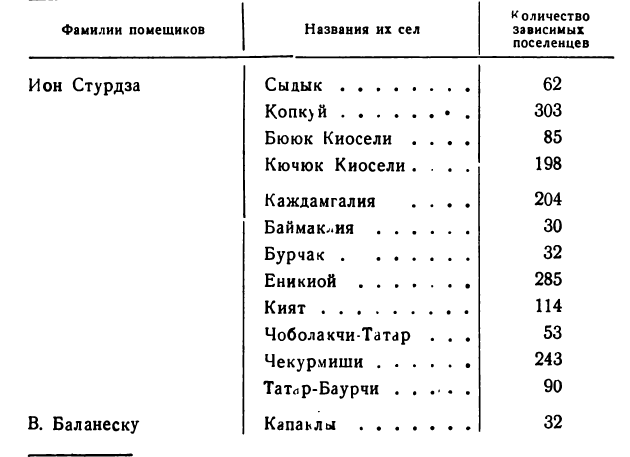 Фамилии помещиков Названия их сел Количество
зависимых
поселенцев
Ион Стурдза Сыдык . . . . . . . . 62
Копкуй . . . . . . . . 303
Бююк Киосели . . . . 85
Кючюк Киосели . . . . 198
Каждамгалия . . . . 204
Баймаклия . . . . . . 30
Бурчак . . . . . . . 32
Еникиой . . . . . . . 285
Кият . . . . . . . . . 114
Чоболакчи-Татар . . . 53
Чекурмиши . . . . . . 243
Татар-Баурчи . . . . . 90
В. Баланеску Капаклы . . . . . . . 32